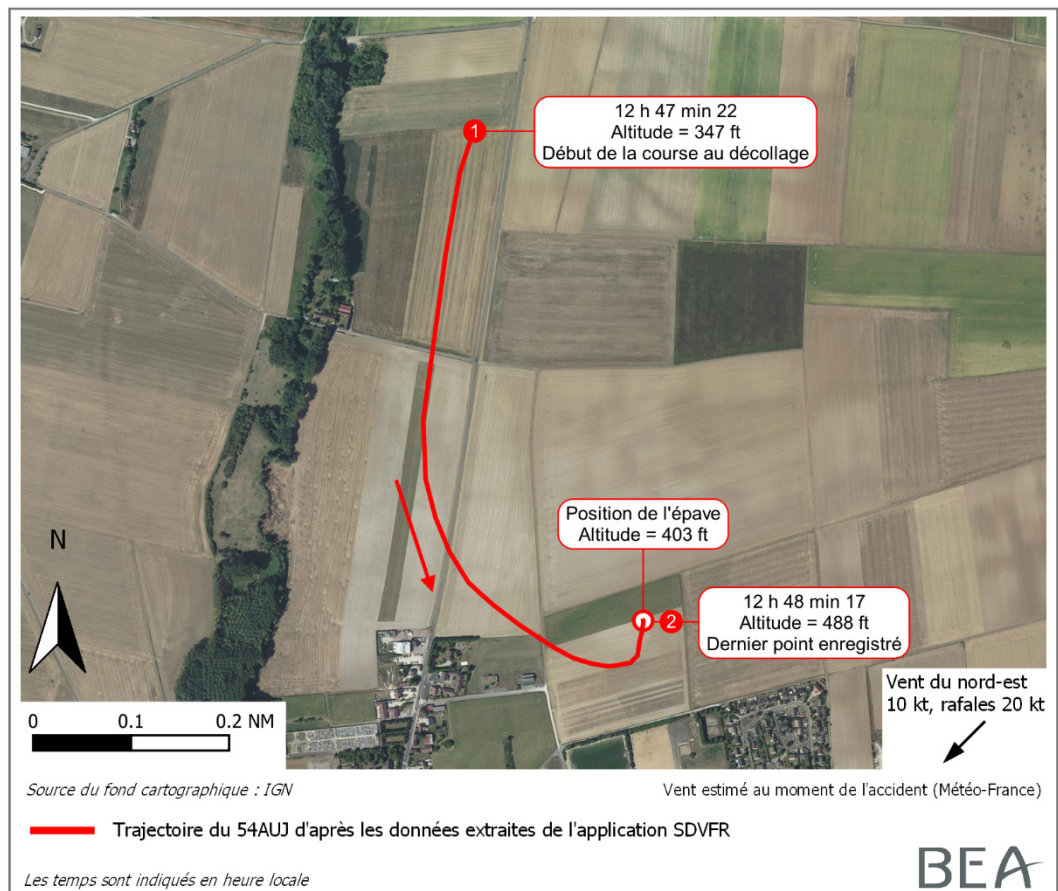 12 h 47 min 22
Altitude = 347 ft
Début de la course au décollage
1
Position de l'épave
Altitude = 403 ft
2
12 h 48 min 17
Altitude = 488 ft
Dernier point enregistré
N
0 0.1 0.2 NM
Vent du nord-est
10 kt, rafales 20 kt
Source du fond cartographique : IGN
Vent estimé au moment de l'accident (Météo-France)
Trajectoire du 54AUJ d'après les données extraites de l'application SDVFR
Les temps sont indiqués en heure locale
BEA